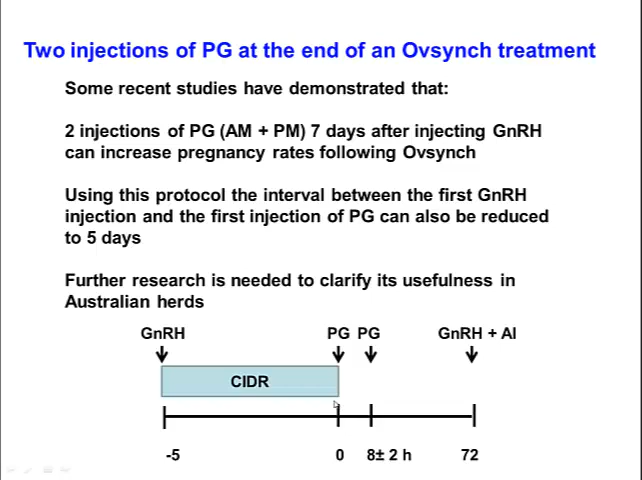 Two injections of PG at the end of an Ovsynch treatment
Some recent studies have demonstrated that:
2 injections of PG (AM + PM) 7 days after injecting GnRH
can increase pregnancy rates following Ovsynch
Using this protocol the interval between the first GnRH
injection and the first injection of PG can also be reduced
to 5 days
Further research is needed to clarify its usefulness in
Australian herds
GnRH PG PG GnRH + AI
CIDR
-5 0 8± 2 h 72